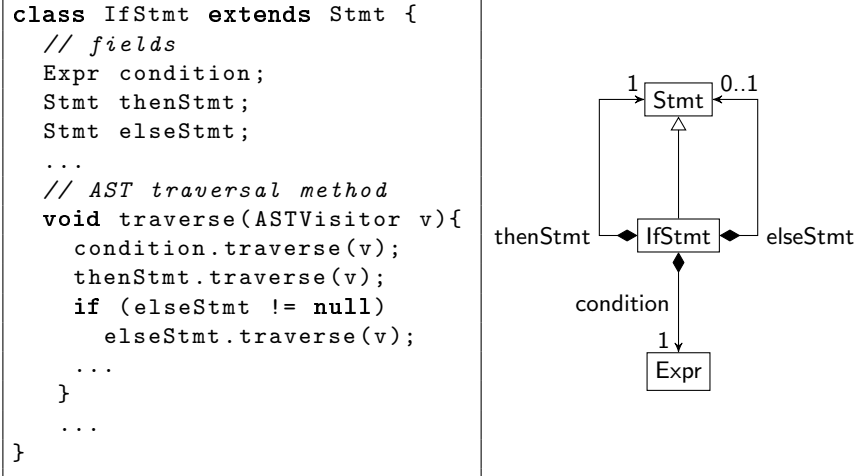 class IfStmt extends Stmt {
// fields
Expr condition;
Stmt thenStmt;
Stmt elseStmt;
...
// AST traversal method
void traverse(ASTVisitor v){
condition.traverse(v);
thenStmt.traverse(v);
if (elseStmt != null)
elseStmt.traverse(v);
...
}
...
}
1 Stmt 0..1
thenStmt IfStmt elseStmt
condition
1
Expr